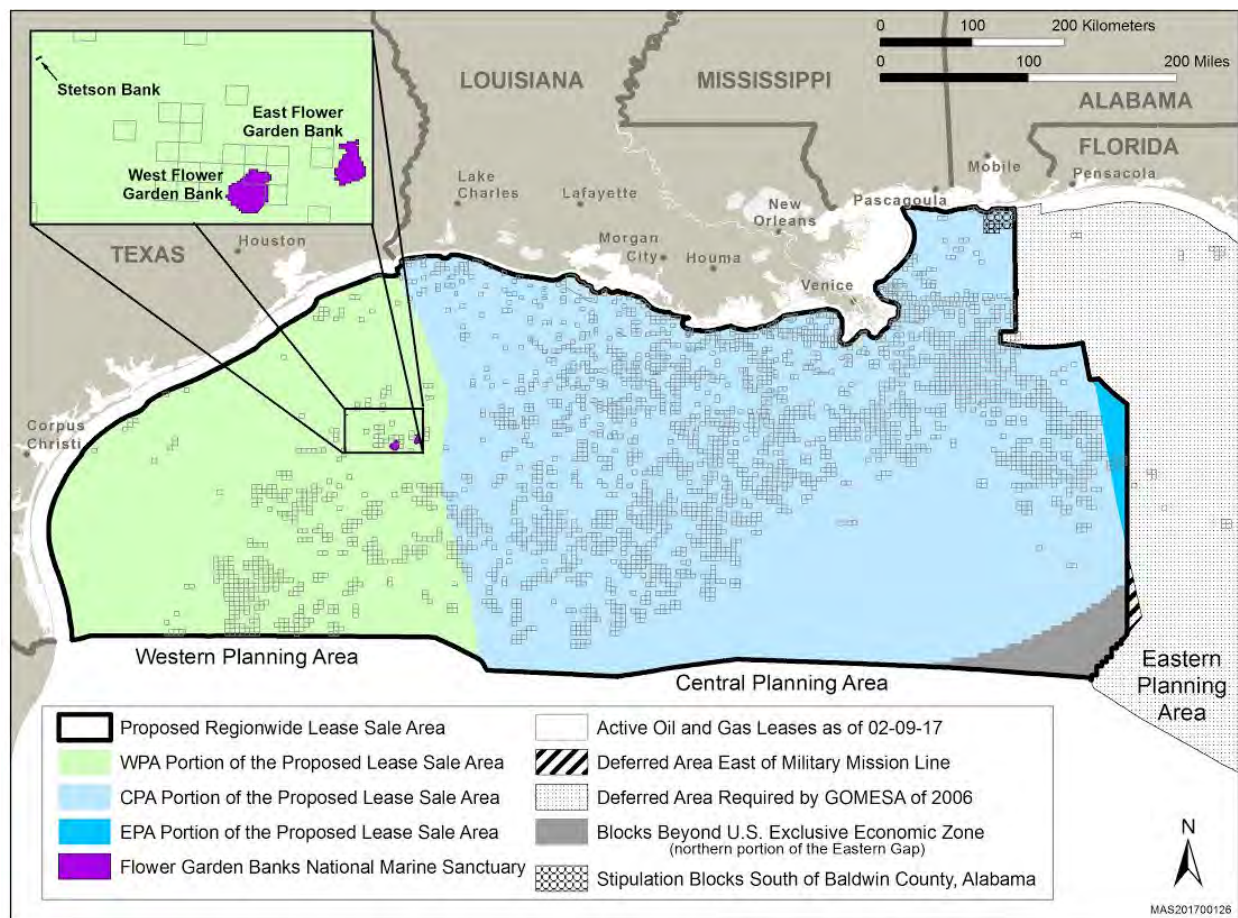 0 100 200 Kilometers
0 100 200 Miles
LOUISIANA
MISSISSIPPI
ALABAMA
FLORIDA
TEXAS
Stetson Bank
East Flower
Garden Bank
West Flower
Garden Bank
Lake
Charles
Lafayette
New
Orleans
Pascagoula
Mobile
Pensacola
Houston
Morgan
City
Houma
Venice
Corpus
Christi
Western Planning Area
Central Planning Area
Eastern
Planning
Area
Proposed Regionwide Lease Sale Area
WPA Portion of the Proposed Lease Sale Area
CPA Portion of the Proposed Lease Sale Area
EPA Portion of the Proposed Lease Sale Area
Flower Garden Banks National Marine Sanctuary
Active Oil and Gas Leases as of 02-09-17
Deferred Area East of Military Mission Line
Deferred Area Required by GOMESA of 2006
Blocks Beyond U.S. Exclusive Economic Zone
(northern portion of the Eastern Gap)
Stipulation Blocks South of Baldwin County, Alabama
N
MAS201700126